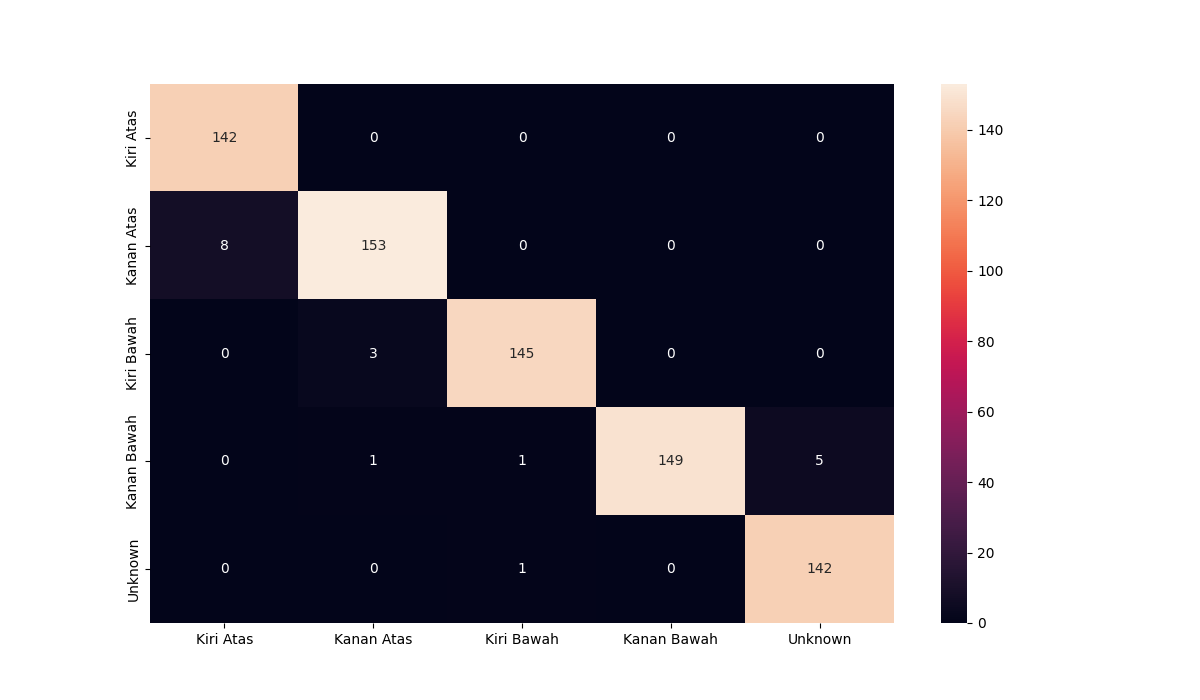 Kiri Atas 142 0 0 0 0
Kanan Atas 8 153 0 0 0
Kiri Bawah 0 3 145 0 0
Kanan Bawah 0 1 1 149 5
Unknown 0 0 1 0 142
Kiri Atas Kanan Atas Kiri Bawah Kanan Bawah Unknown
140
120
100
80
60
40
20
0